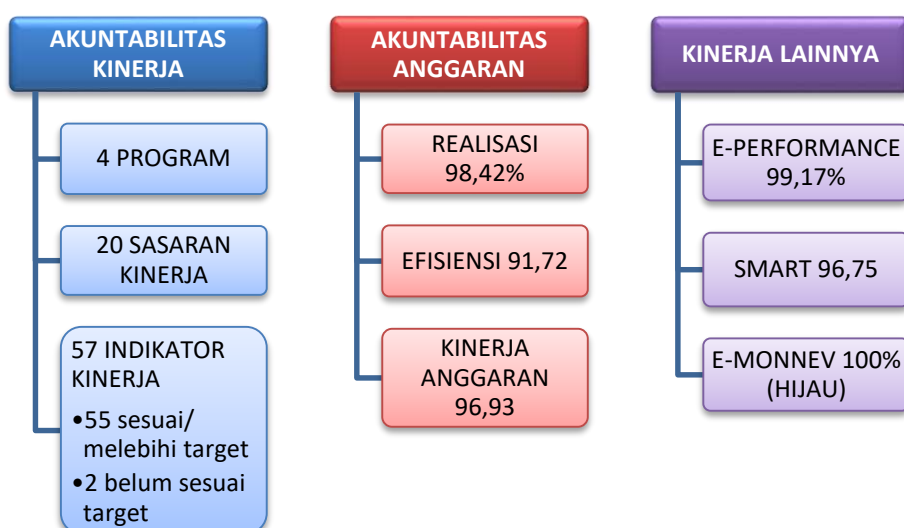 AKUNTABILITAS
KINERJA
4 PROGRAM
20 SASARAN
KINERJA
57 INDIKATOR
KINERJA
•55 sesuai/
melebihi target
•2 belum sesuai
target
AKUNTABILITAS
ANGGARAN
REALISASI
98,42%
EFISIENSI 91,72
KINERJA
ANGGARAN
96,93
KINERJA LAINNYA
E-PERFORMANCE
99,17%
SMART 96,75
E-MONNEV 100%
(HIJAU)